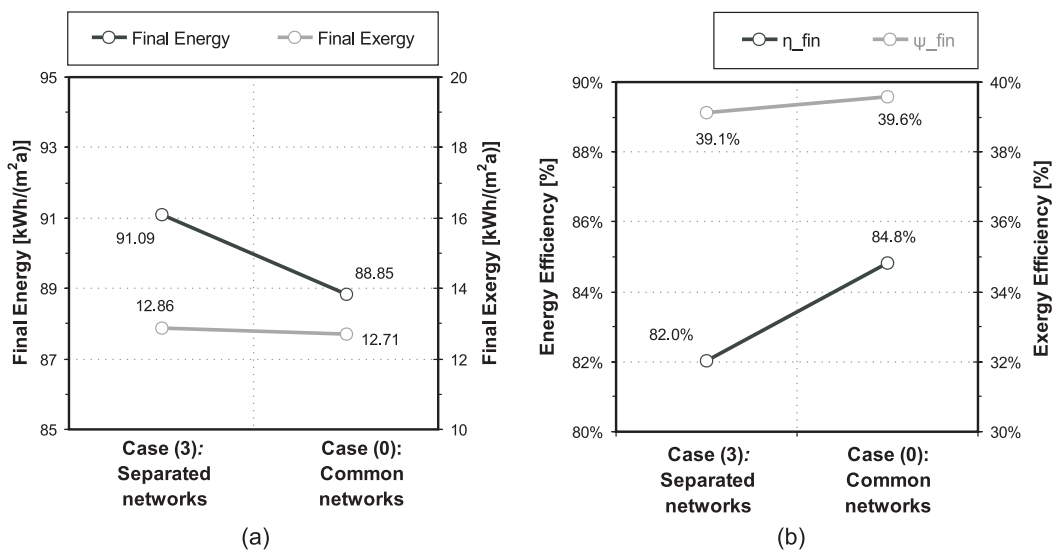 Final Energy
Final Exergy
95
93
91
89
87
85
20
18
16
14
12
10
Final Energy [kWh/(m²a)]
Final Exergy [kWh/(m²a)]
91.09
88.85
12.86
12.71
Case (3):
Separated
networks
Case (0):
Common
networks
(a)
η_fin
ψ_fin
90%
88%
86%
84%
82%
80%
40%
38%
36%
34%
32%
30%
Energy Efficiency [%]
Exergy Efficiency [%]
39.1%
39.6%
84.8%
82.0%
Case (3):
Separated
networks
Case (0):
Common
networks
(b)